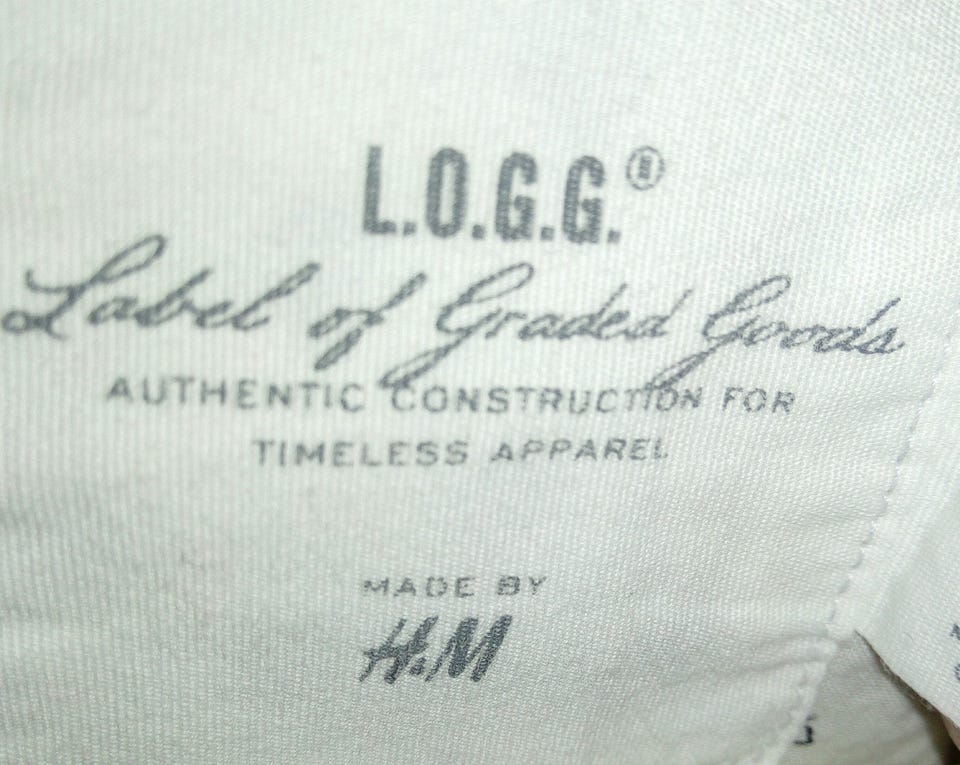 L.O.G.G.®
Label of Graded Goods
AUTHENTIC CONSTRUCTION FOR
TIMELESS APPAREL
MADE BY
H&M